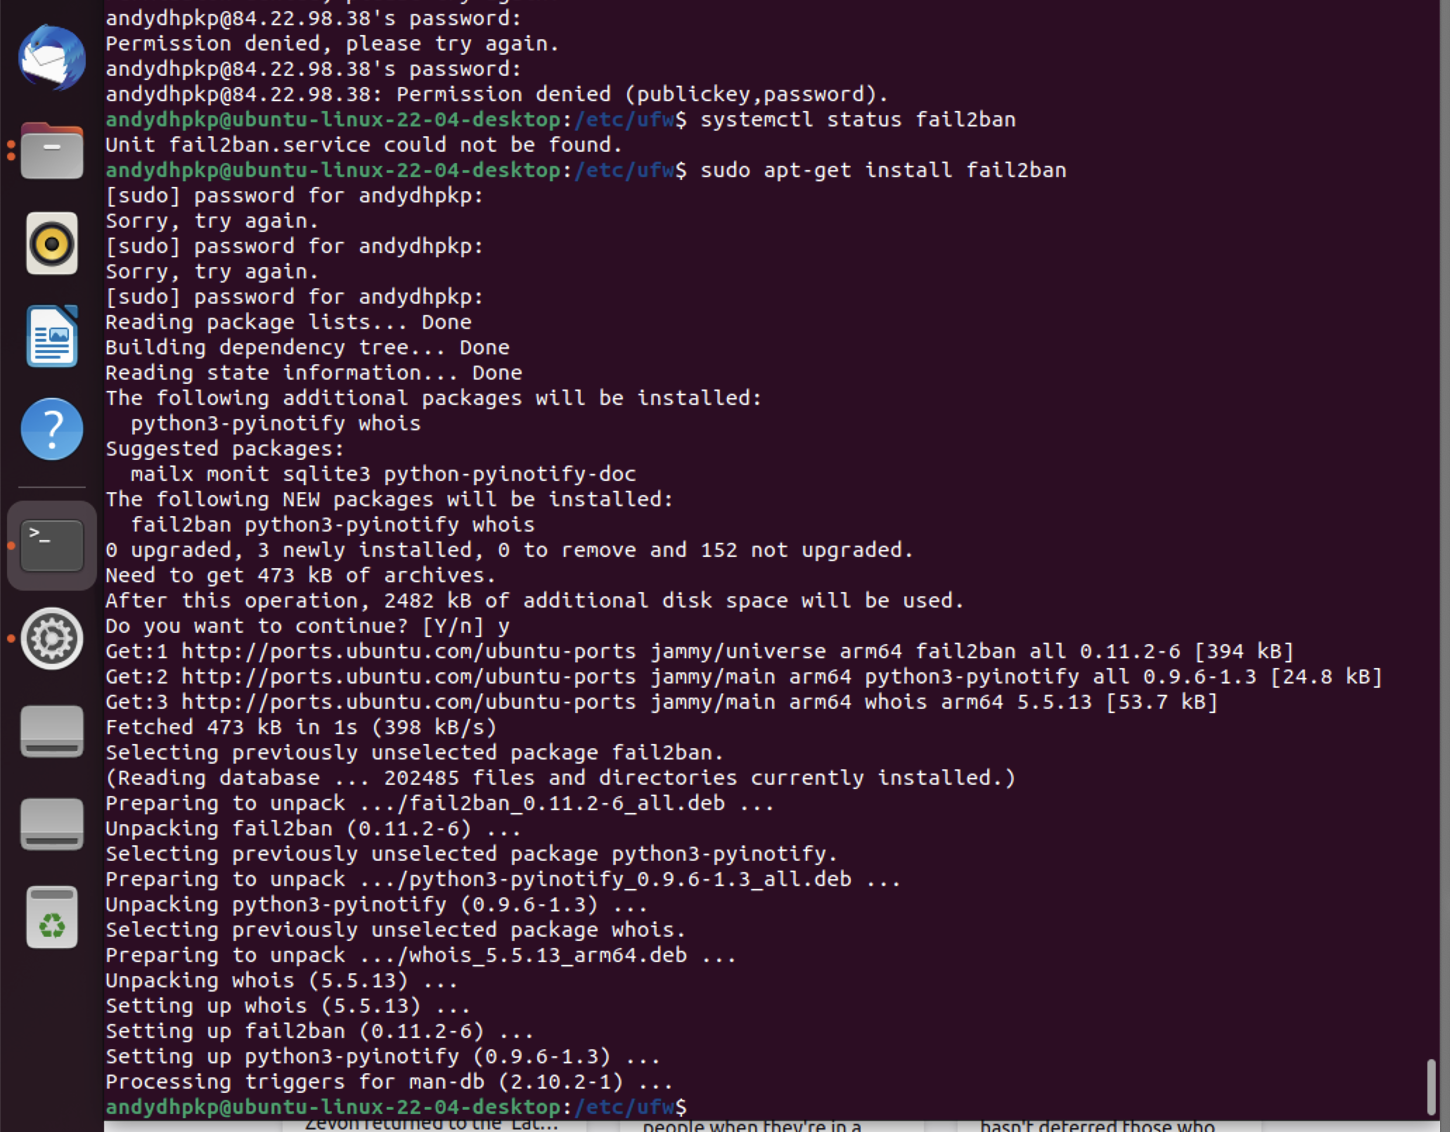 andydhpkp@84.22.98.38's password:
Permission denied, please try again.
andydhpkp@84.22.98.38's password:
andydhpkp@84.22.98.38: Permission denied (publickey,password).
andydhpkp@ubuntu-linux-22-04-desktop:/etc/ufw$ systemctl status fail2ban
Unit fail2ban.service could not be found.
andydhpkp@ubuntu-linux-22-04-desktop:/etc/ufw$ sudo apt-get install fail2ban
[sudo] password for andydhpkp:
Sorry, try again.
[sudo] password for andydhpkp:
Sorry, try again.
[sudo] password for andydhpkp:
Reading package lists... Done
Building dependency tree... Done
Reading state information... Done
The following additional packages will be installed:
  python3-pyinotify whois
Suggested packages:
  mailx monit sqlite3 python-pyinotify-doc
The following NEW packages will be installed:
  fail2ban python3-pyinotify whois
0 upgraded, 3 newly installed, 0 to remove and 152 not upgraded.
Need to get 473 kB of archives.
After this operation, 2482 kB of additional disk space will be used.
Do you want to continue? [Y/n] y
Get:1 http://ports.ubuntu.com/ubuntu-ports jammy/universe arm64 fail2ban all 0.11.2-6 [394 kB]
Get:2 http://ports.ubuntu.com/ubuntu-ports jammy/main arm64 python3-pyinotify all 0.9.6-1.3 [24.8 kB]
Get:3 http://ports.ubuntu.com/ubuntu-ports jammy/main arm64 whois arm64 5.5.13 [53.7 kB]
Fetched 473 kB in 1s (398 kB/s)
Selecting previously unselected package fail2ban.
(Reading database ... 202485 files and directories currently installed.)
Preparing to unpack .../fail2ban_0.11.2-6_all.deb ...
Unpacking fail2ban (0.11.2-6) ...
Selecting previously unselected package python3-pyinotify.
Preparing to unpack .../python3-pyinotify_0.9.6-1.3_all.deb ...
Unpacking python3-pyinotify (0.9.6-1.3) ...
Selecting previously unselected package whois.
Preparing to unpack .../whois_5.5.13_arm64.deb ...
Unpacking whois (5.5.13) ...
Setting up whois (5.5.13) ...
Setting up fail2ban (0.11.2-6) ...
Setting up python3-pyinotify (0.9.6-1.3) ...
Processing triggers for man-db (2.10.2-1) ...
andydhpkp@ubuntu-linux-22-04-desktop:/etc/ufw$
Zevon returned to the 'Lat... people when they're in a hasn't deterred those who